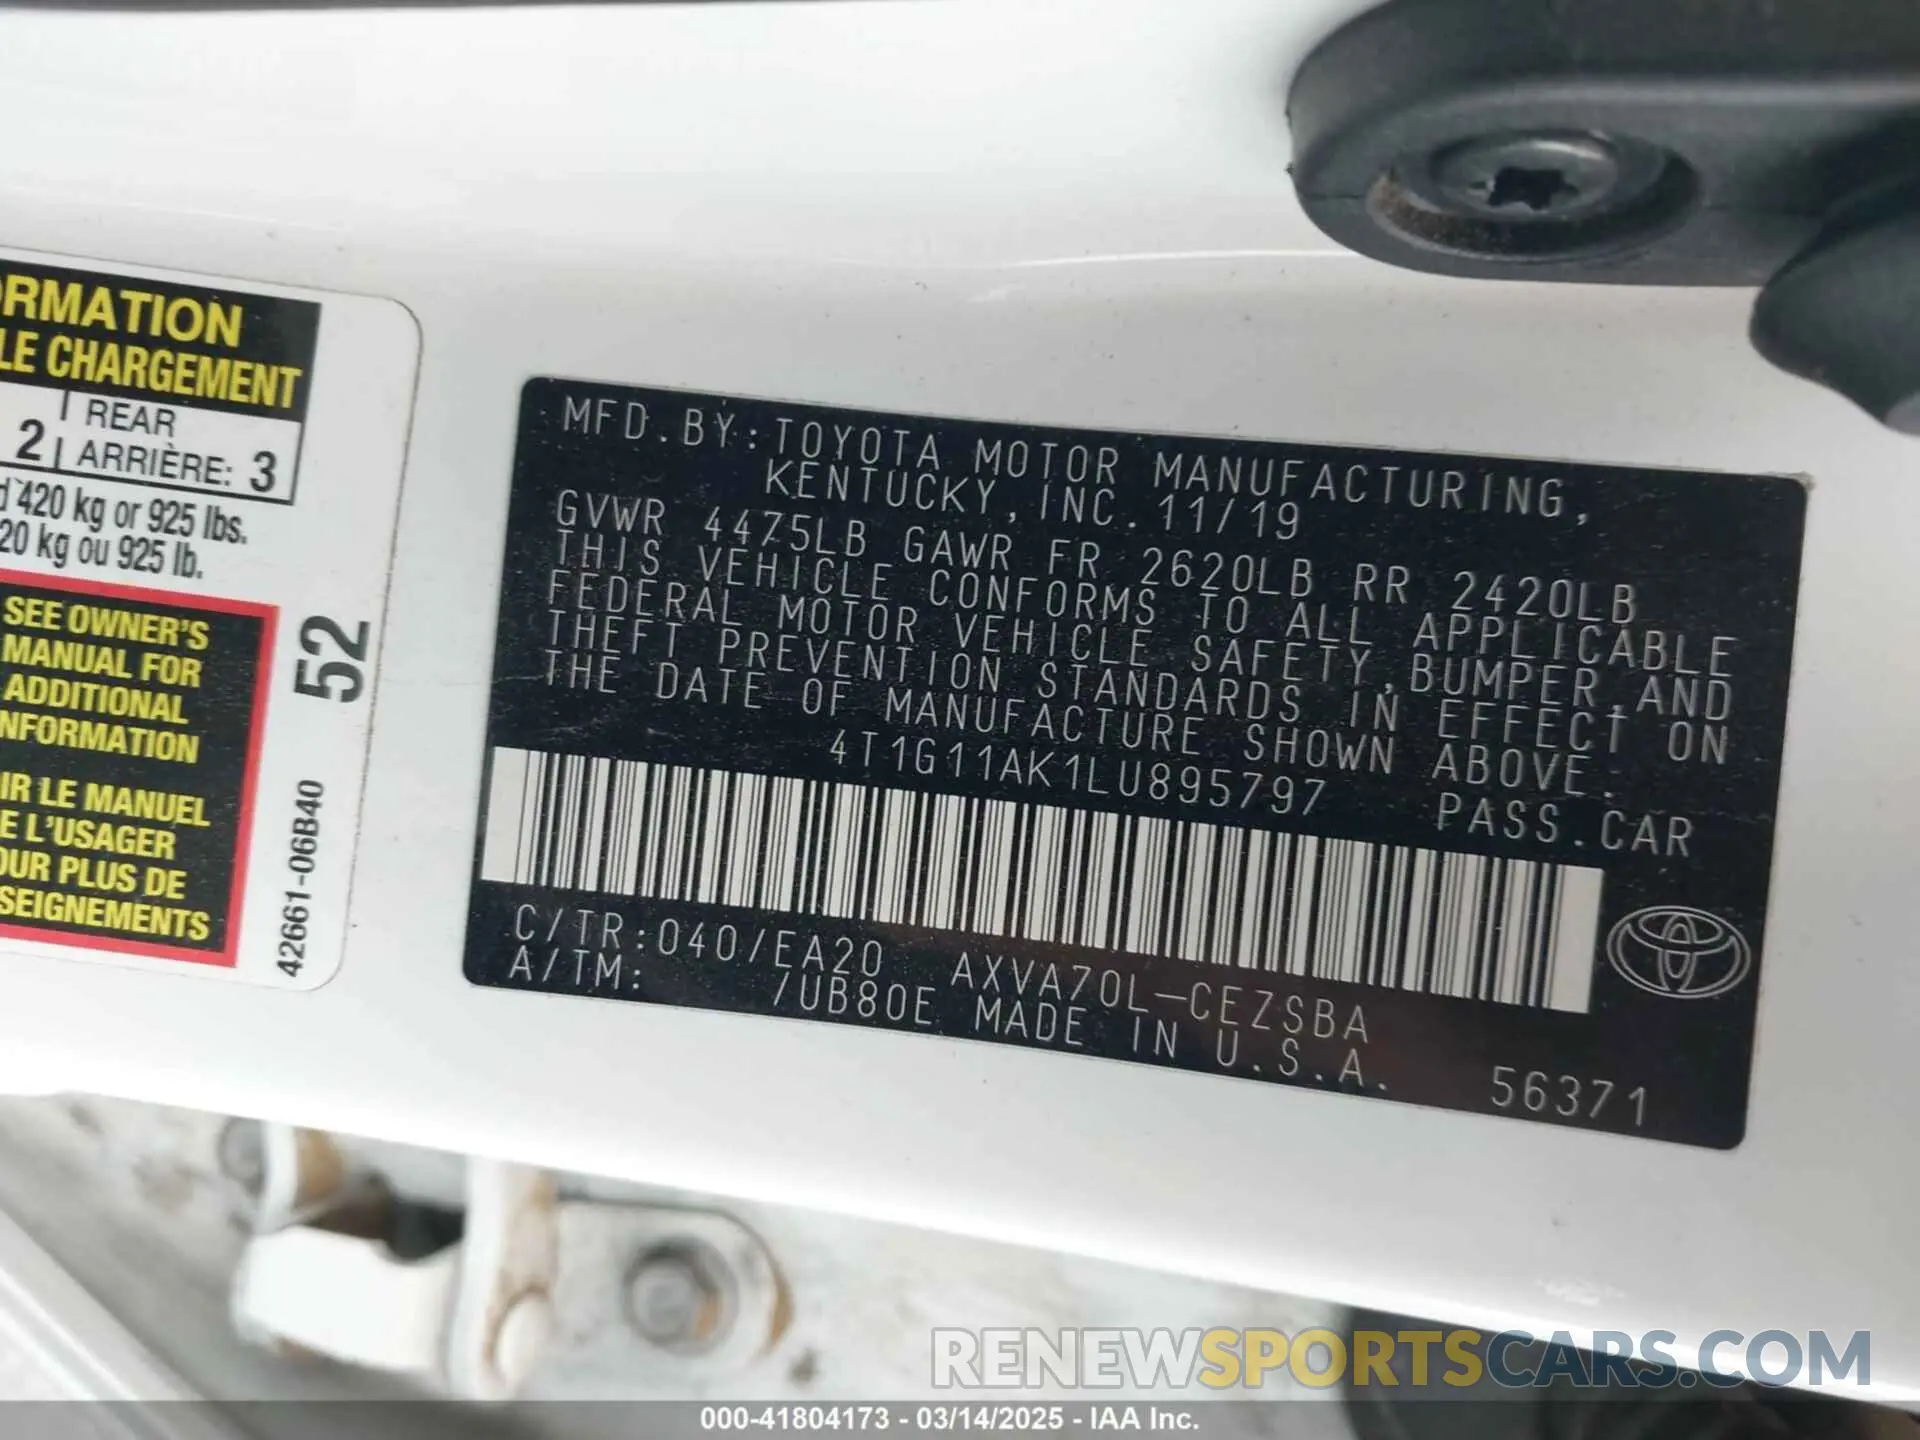 ORMATION
LE CHARGEMENT
2 | REAR
ARRIÈRE: 3
420 kg or 925 lbs.
20 kg ou 925 lb.
SEE OWNER'S
MANUAL FOR
ADDITIONAL
NFORMATION
IR LE MANUEL
E L'USAGER
OUR PLUS DE
SEIGNEMENTS
52
42661-06B40
MFD.BY:TOYOTA MOTOR MANUFACTURING,
KENTUCKY,INC.11/19
GVWR 4475LB GAWR FR 2620LB RR 2420LB
THIS VEHICLE CONFORMS TO ALL APPLICABLE
FEDERAL MOTOR VEHICLE SAFETY,BUMPER,AND
THEFT PREVENTION STANDARDS IN EFFECT ON
THE DATE OF MANUFACTURE SHOWN ABOVE.
4T1G11AK1LU895797 PASS.CAR
C/TR:040/EA20 AXVA70L-CEZSBA
A/TM: /UB80E MADE IN U.S.A. 56371
RENEWSPORTSCARS.COM
000-41804173 - 03/14/2025 - IAA Inc.